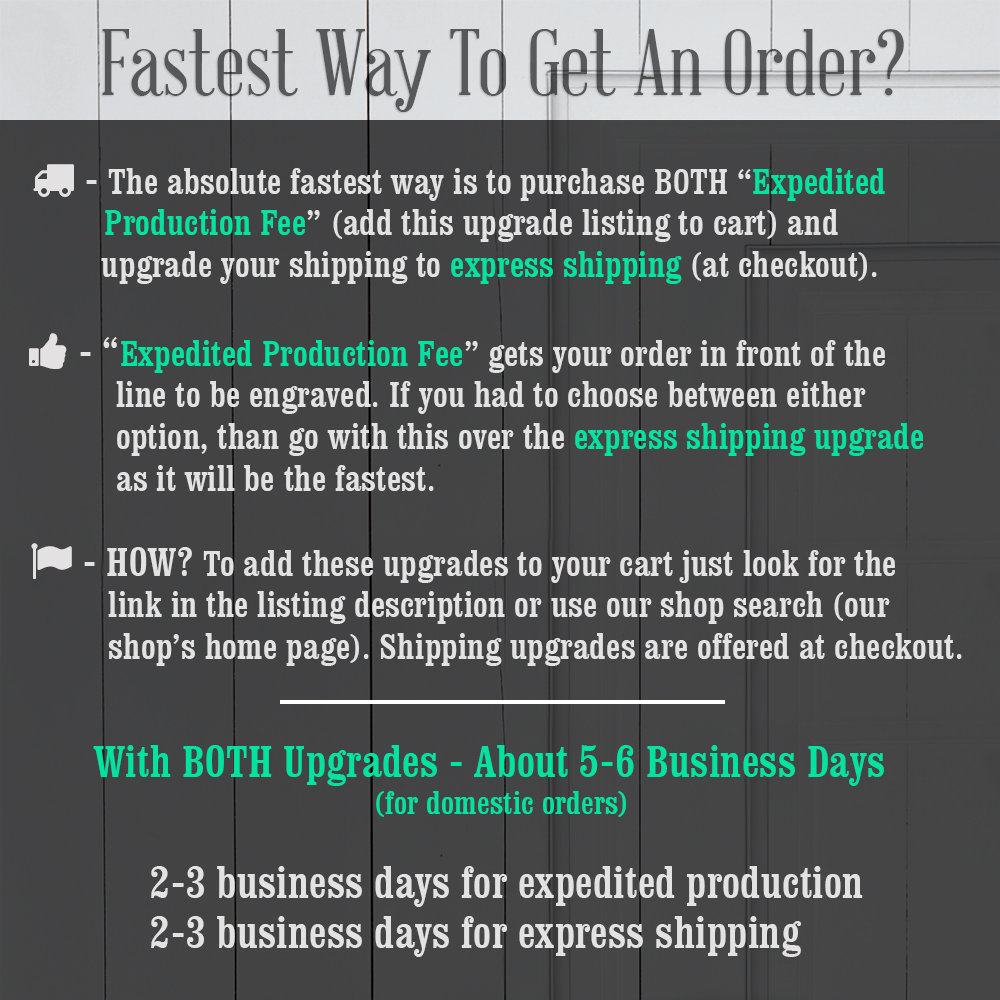 Fastest Way To Get An Order?
- The absolute fastest way is to purchase BOTH “Expedited
Production Fee” (add this upgrade listing to cart) and
upgrade your shipping to express shipping (at checkout).
- “Expedited Production Fee” gets your order in front of the
line to be engraved. If you had to choose between either
option, than go with this over the express shipping upgrade
as it will be the fastest.
- HOW? To add these upgrades to your cart just look for the
link in the listing description or use our shop search (our
shop’s home page). Shipping upgrades are offered at checkout.
With BOTH Upgrades - About 5-6 Business Days
(for domestic orders)
2-3 business days for expedited production
2-3 business days for express shipping